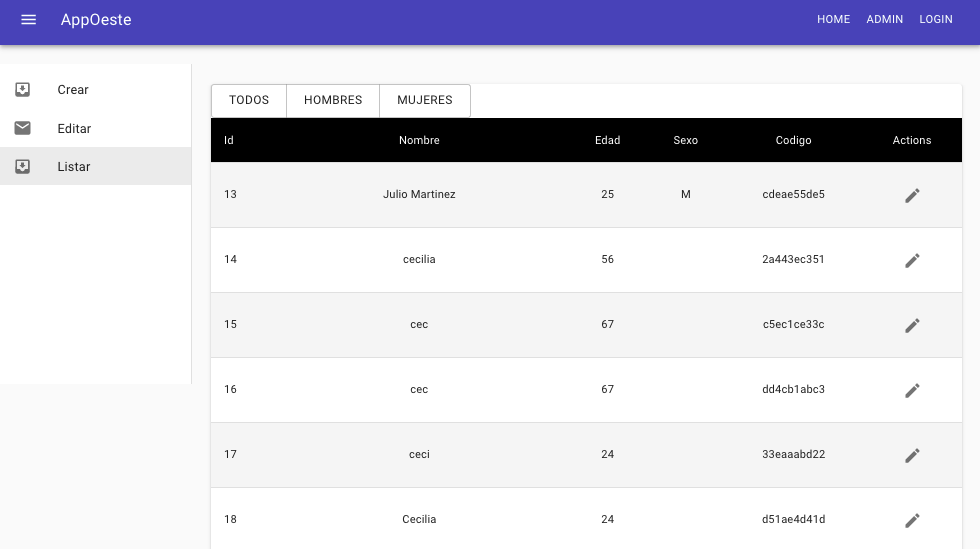 AppOeste HOME ADMIN LOGIN
Crear
Editar
Listar
TODOS HOMBRES MUJERES
Id Nombre Edad Sexo Codigo Actions
13 Julio Martinez 25 M cdeae55de5
14 cecilia 56 2a443ec351
15 cec 67 c5ec1ce33c
16 cec 67 dd4cb1abc3
17 ceci 24 33eaaabd22
18 Cecilia 24 d51ae4d41d